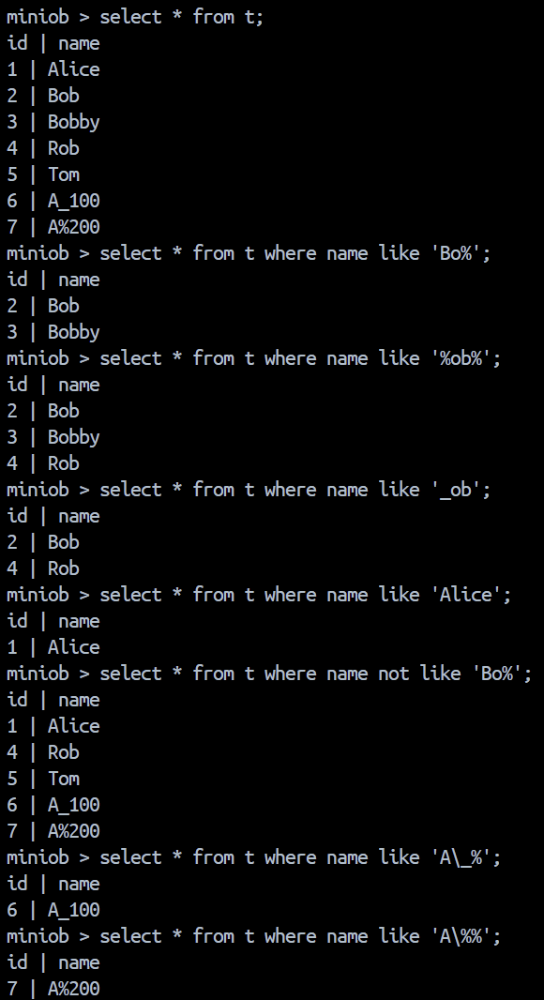 miniob > select * from t;
id | name
1 | Alice
2 | Bob
3 | Bobby
4 | Rob
5 | Tom
6 | A_100
7 | A%200
miniob > select * from t where name like 'Bo%';
id | name
2 | Bob
3 | Bobby
miniob > select * from t where name like '%ob%';
id | name
2 | Bob
3 | Bobby
4 | Rob
miniob > select * from t where name like '_ob';
id | name
2 | Bob
4 | Rob
miniob > select * from t where name like 'Alice';
id | name
1 | Alice
miniob > select * from t where name not like 'Bo%';
id | name
1 | Alice
4 | Rob
5 | Tom
6 | A_100
7 | A%200
miniob > select * from t where name like 'A\_%';
id | name
6 | A_100
miniob > select * from t where name like 'A\%%';
id | name
7 | A%200